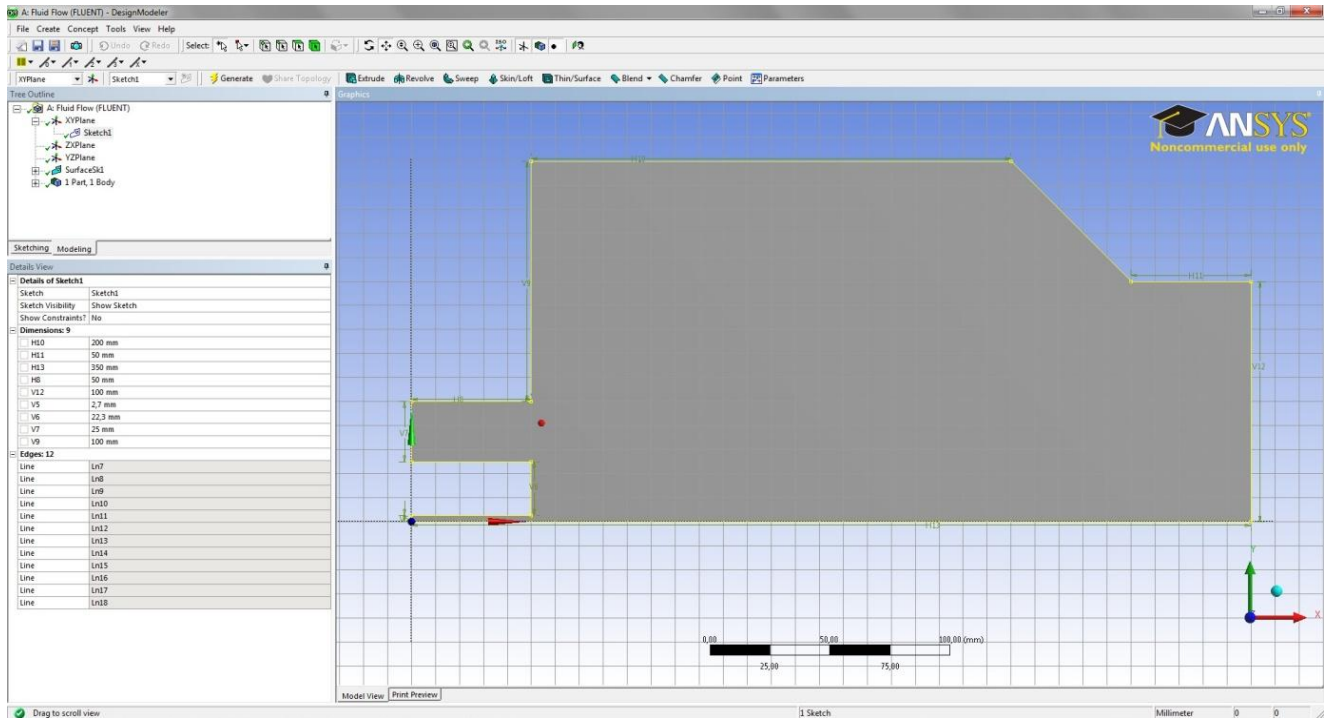 A: Fluid Flow (FLUENT) - DesignModeler
File Create Concept Tools View Help
Undo Redo Select:
XYPlane Sketch1 Generate Share Topology Extrude Revolve Sweep Skin/Loft Thin/Surface Blend Chamfer Point Parameters
Tree Outline
A: Fluid Flow (FLUENT)
XYPlane
Sketch1
ZXPlane
YZPlane
SurfaceSk1
1 Part, 1 Body
Sketching Modeling
Details View
Details of Sketch1
Sketch Sketch1
Sketch Visibility Show Sketch
Show Constraints? No
Dimensions: 9
H10 200 mm
H11 50 mm
H13 350 mm
H8 50 mm
V12 100 mm
V5 2,7 mm
V6 22,3 mm
V7 25 mm
V9 100 mm
Edges: 12
Line Ln7
Line Ln8
Line Ln9
Line Ln10
Line Ln11
Line Ln12
Line Ln13
Line Ln14
Line Ln15
Line Ln16
Line Ln17
Line Ln18
Graphics
ANSYS
Noncommercial use only
H10
H11
V9
V12
H8
V7
V6
H13
Y
X
0,00 50,00 100,00 (mm)
25,00 75,00
Model View Print Preview
Drag to scroll view 1 Sketch Millimeter 0 0